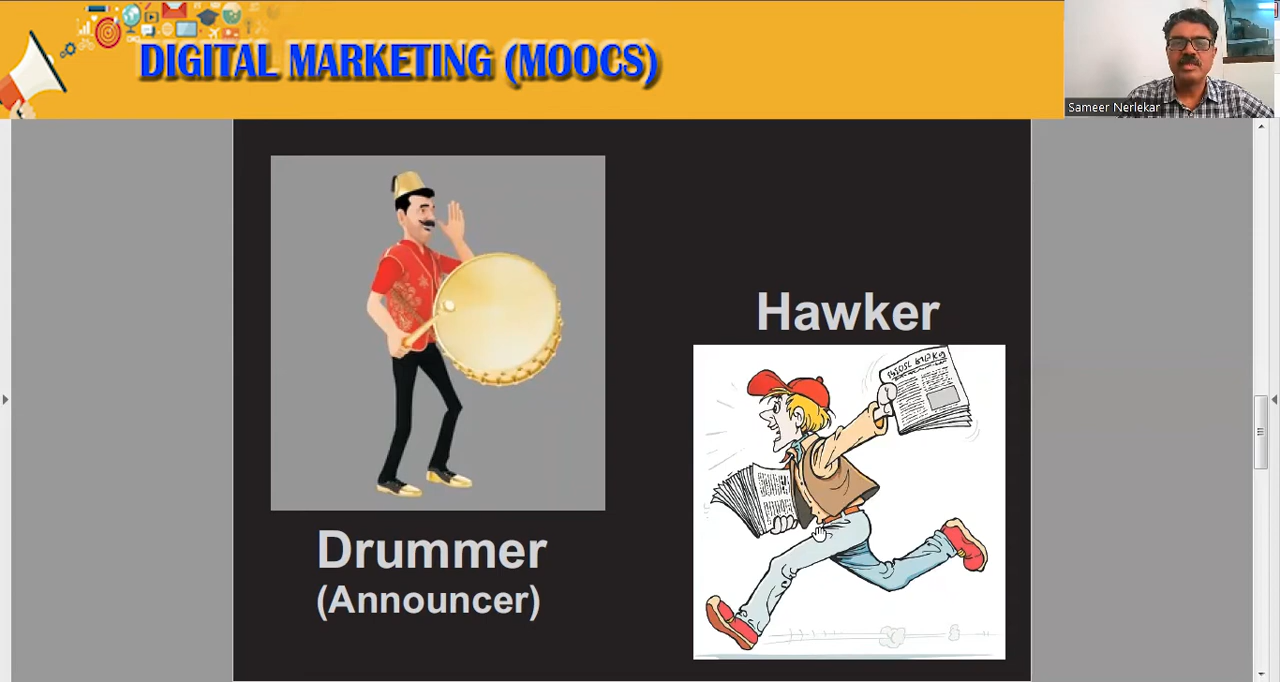 DIGITAL MARKETING (MOOCS)
Sameer Nerlekar
Hawker
Drummer
(Announcer)